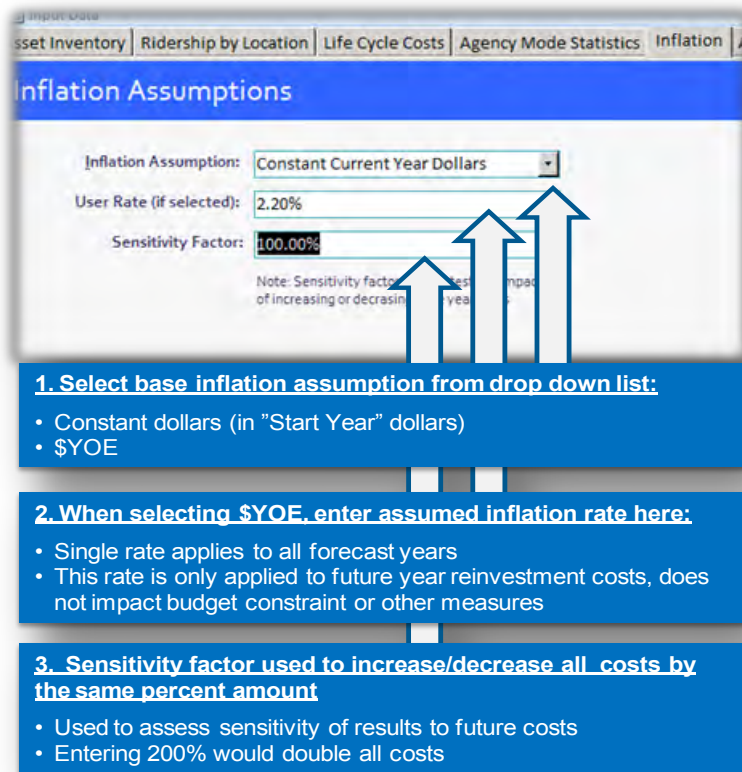 Input Data
sset Inventory Ridership by Location Life Cycle Costs Agency Mode Statistics Inflation
Inflation Assumptions
Inflation Assumption: Constant Current Year Dollars
User Rate (if selected): 2.20%
Sensitivity Factor: 100.00%
Note: Sensitivity
of increasing or decrasing
1. Select base inflation assumption from drop down list:
• Constant dollars (in ”Start Year” dollars)
• $YOE
2. When selecting $YOE, enter assumed inflation rate here:
• Single rate applies to all forecast years
• This rate is only applied to future year reinvestment costs, does
not impact budget constraint or other measures
3. Sensitivity factor used to increase/decrease all costs by
the same percent amount
• Used to assess sensitivity of results to future costs
• Entering 200% would double all costs